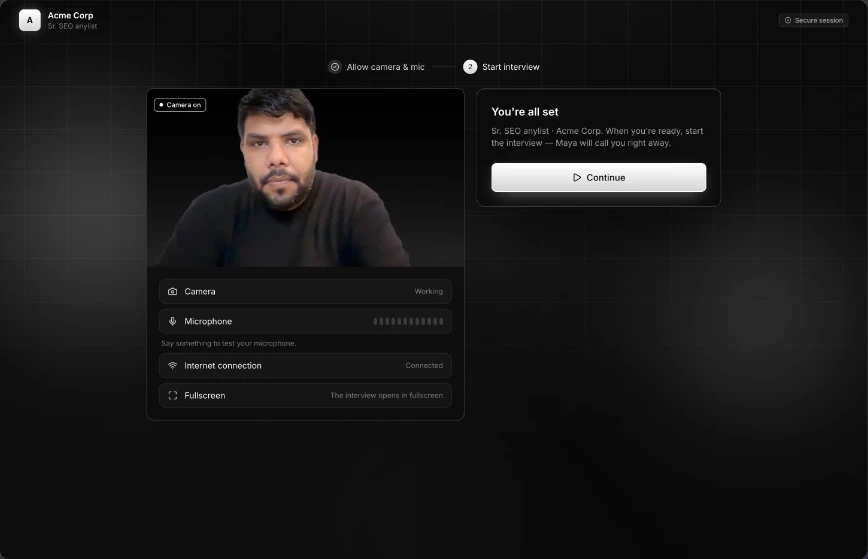 A
Acme Corp
Sr. SEO anylist
Secure session
Allow camera & mic
2
Start interview
Camera on
You're all set
Sr. SEO anylist · Acme Corp. When you're ready, start
the interview — Maya will call you right away.
Continue
Camera
Working
Microphone
Say something to test your microphone.
Internet connection
Connected
Fullscreen
The interview opens in fullscreen